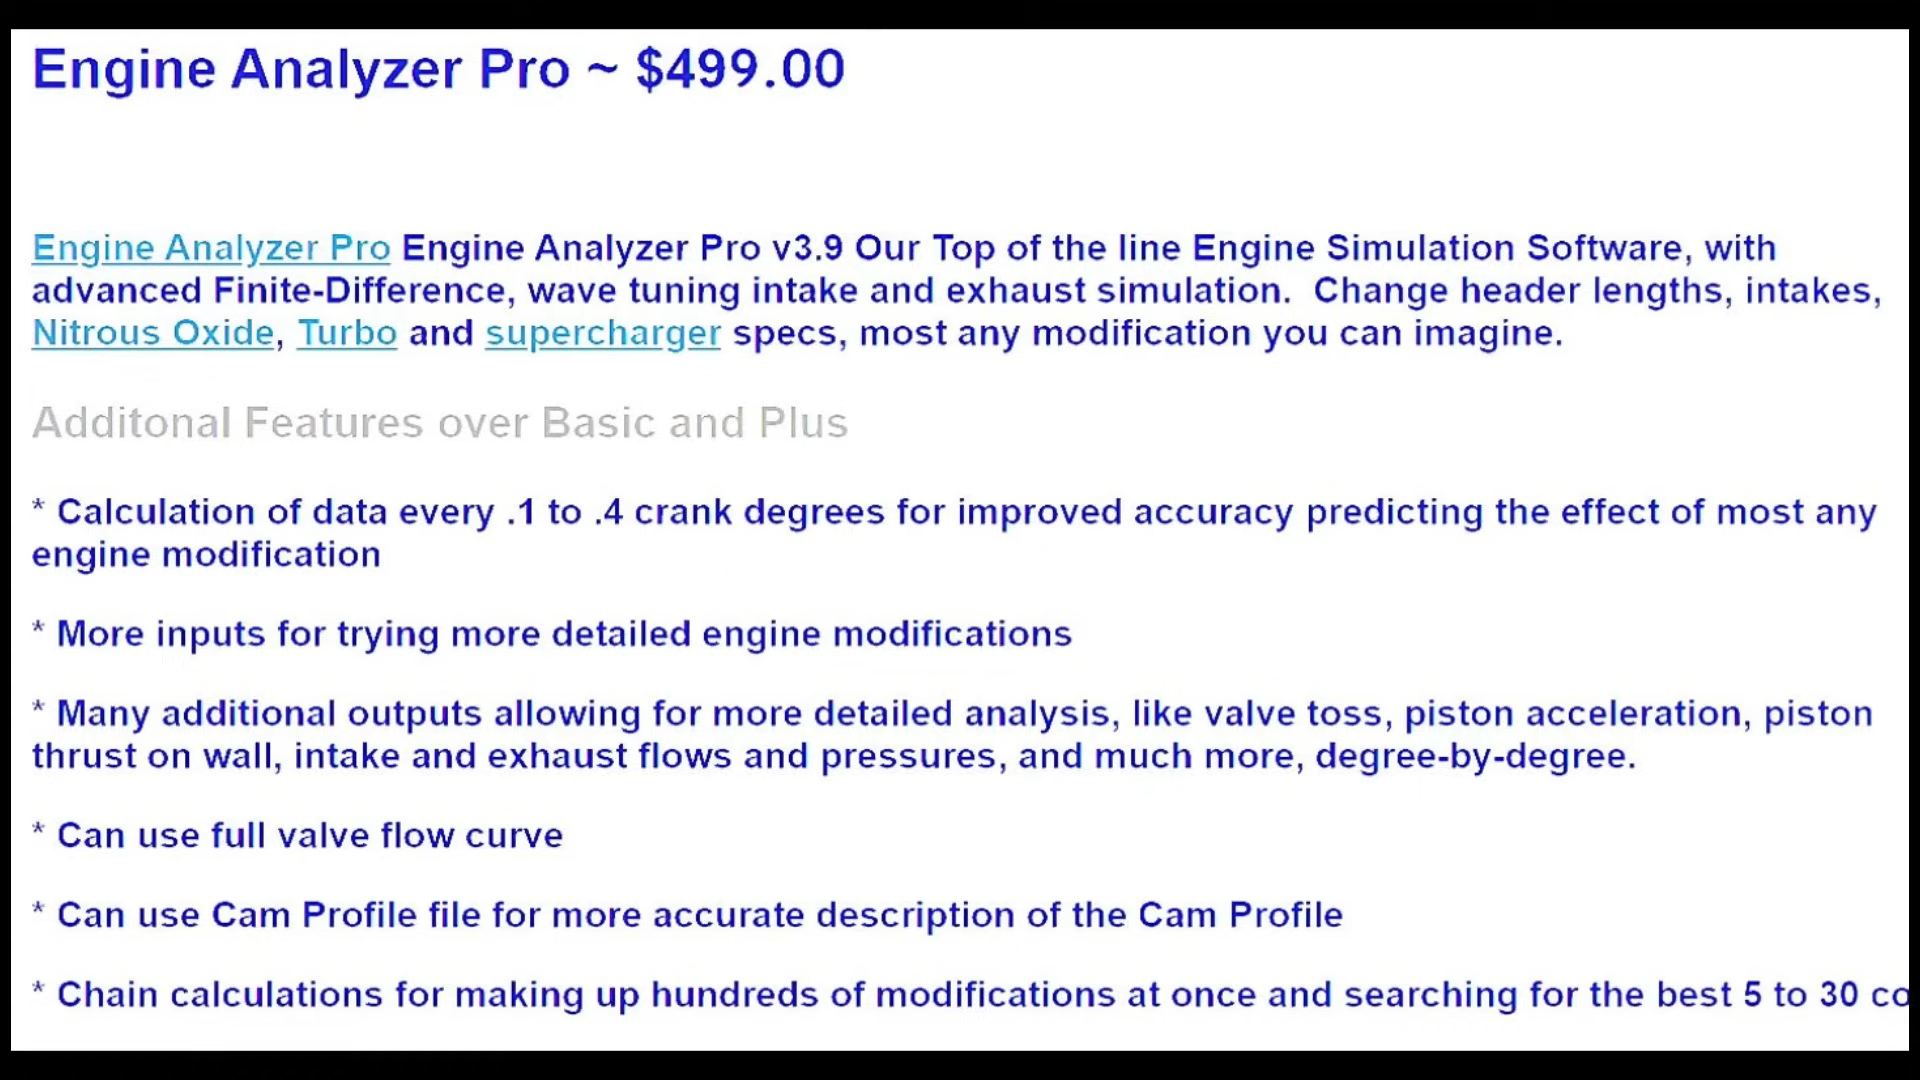 Engine Analyzer Pro ~ $499.00
Engine Analyzer Pro Engine Analyzer Pro v3.9 Our Top of the line Engine Simulation Software, with
advanced Finite-Difference, wave tuning intake and exhaust simulation.  Change header lengths, intakes,
Nitrous Oxide, Turbo and supercharger specs, most any modification you can imagine.
Additonal Features over Basic and Plus
* Calculation of data every .1 to .4 crank degrees for improved accuracy predicting the effect of most any
engine modification
* More inputs for trying more detailed engine modifications
* Many additional outputs allowing for more detailed analysis, like valve toss, piston acceleration, piston
thrust on wall, intake and exhaust flows and pressures, and much more, degree-by-degree.
* Can use full valve flow curve
* Can use Cam Profile file for more accurate description of the Cam Profile
* Chain calculations for making up hundreds of modifications at once and searching for the best 5 to 30